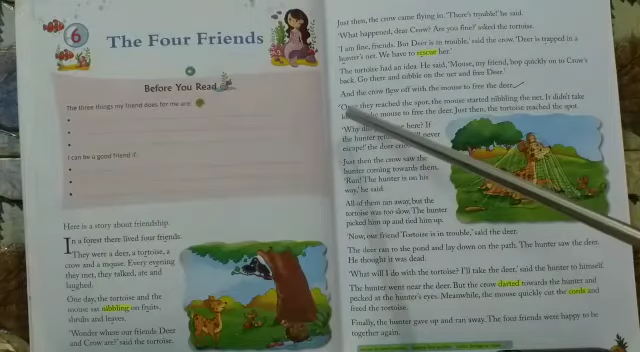 6
The Four Friends
Before You Read
The three things my friend does for me are:
I can be a good friend if:
Here is a story about friendship.
In a forest there lived four friends.
They were a deer, a tortoise, a
crow and a mouse. Every evening
they met, they talked, ate and
laughed.
One day, the tortoise and the
mouse sat nibbling on fruits,
shrubs and leaves.
'Wonder where our friends Deer
and Crow are?' said the tortoise.
Just then, the crow came flying in. 'There's trouble!' he said.
'What happened, dear Crow? Are you fine?' asked the tortoise.
'I am fine, friends. But Deer is in trouble,' said the crow. 'Deer is trapped in a
hunter's net. We have to rescue her.'
The tortoise had an idea. He said, 'Mouse, my friend, hop quickly on to Crow's
back. Go there and nibble on the net and free Deer.'
And the crow flew off with the mouse to free the deer.
Once they reached the spot, the mouse started nibbling the net. It didn't take
the mouse to free the deer. Just then, the tortoise reached the spot.
'Why did here? If
the hunter never
escape!' the deer cried.
Just then the crow saw the
hunter coming towards them.
'Run! The hunter is on his
way,' he said.
All of them ran away, but the
tortoise was too slow. The hunter
picked him up and tied him up.
'Now, our friend Tortoise is in trouble,' said the deer.
The deer ran to the pond and lay down on the path. The hunter saw the deer.
He thought it was dead.
'What will I do with the tortoise? I'll take the deer,' said the hunter to himself.
The hunter went near the deer. But the crow darted towards the hunter and
pecked at the hunter's eyes. Meanwhile, the mouse quickly cut the cords and
freed the tortoise.
Finally, the hunter gave up and ran away. The four friends were happy to be
together again.